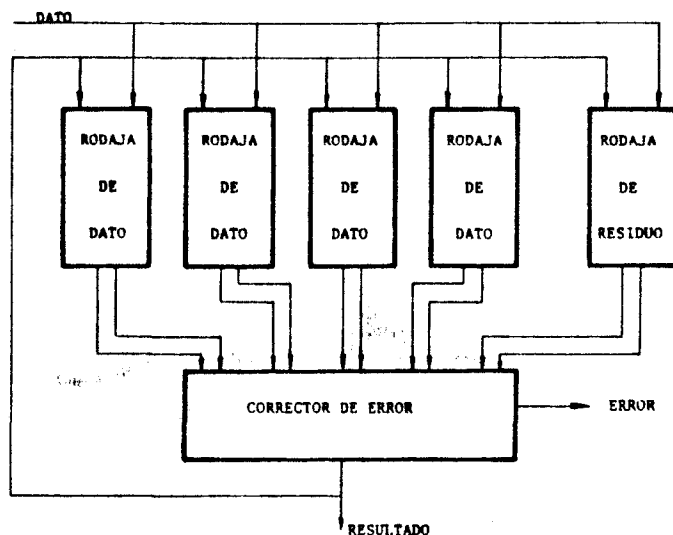 DATO
RODAJA
DE
DATO
RODAJA
DE
DATO
RODAJA
DE
DATO
RODAJA
DE
DATO
RODAJA
DE
RESIDUO
CORRECTOR DE ERROR
ERROR
RESULTADO